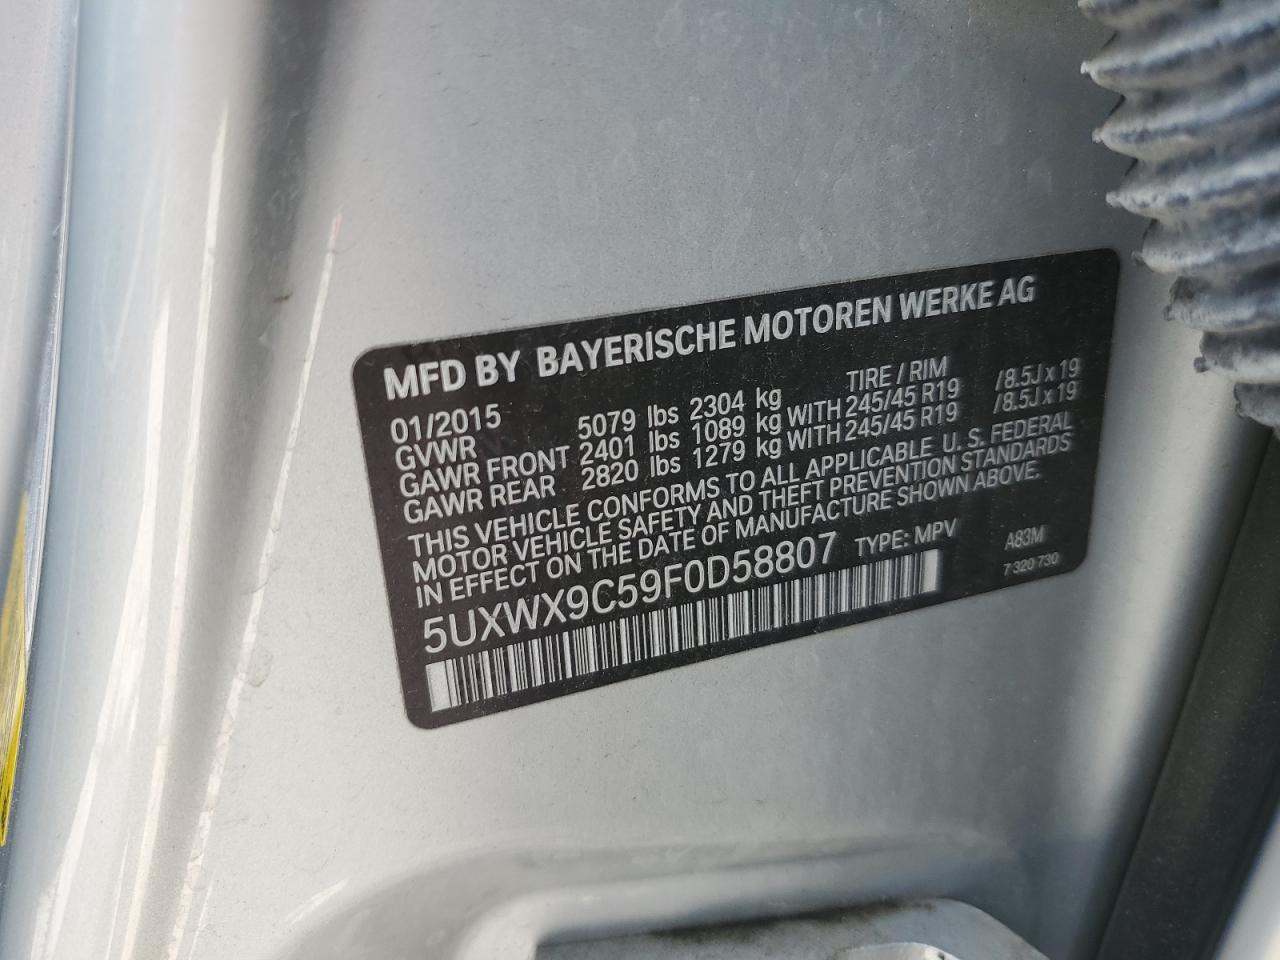 MFD BY BAYERISCHE MOTOREN WERKE AG
01/2015 TIRE / RIM
GVWR 5079 lbs 2304 kg
GAWR FRONT 2401 lbs 1089 kg WITH 245/45 R19 /8.5J x 19
GAWR REAR 2820 lbs 1279 kg WITH 245/45 R19 /8.5J x 19
THIS VEHICLE CONFORMS TO ALL APPLICABLE U. S. FEDERAL
MOTOR VEHICLE SAFETY AND THEFT PREVENTION STANDARDS
IN EFFECT ON THE DATE OF MANUFACTURE SHOWN ABOVE.
5UXWX9C59F0D58807 TYPE: MPV A83M
7 320 730